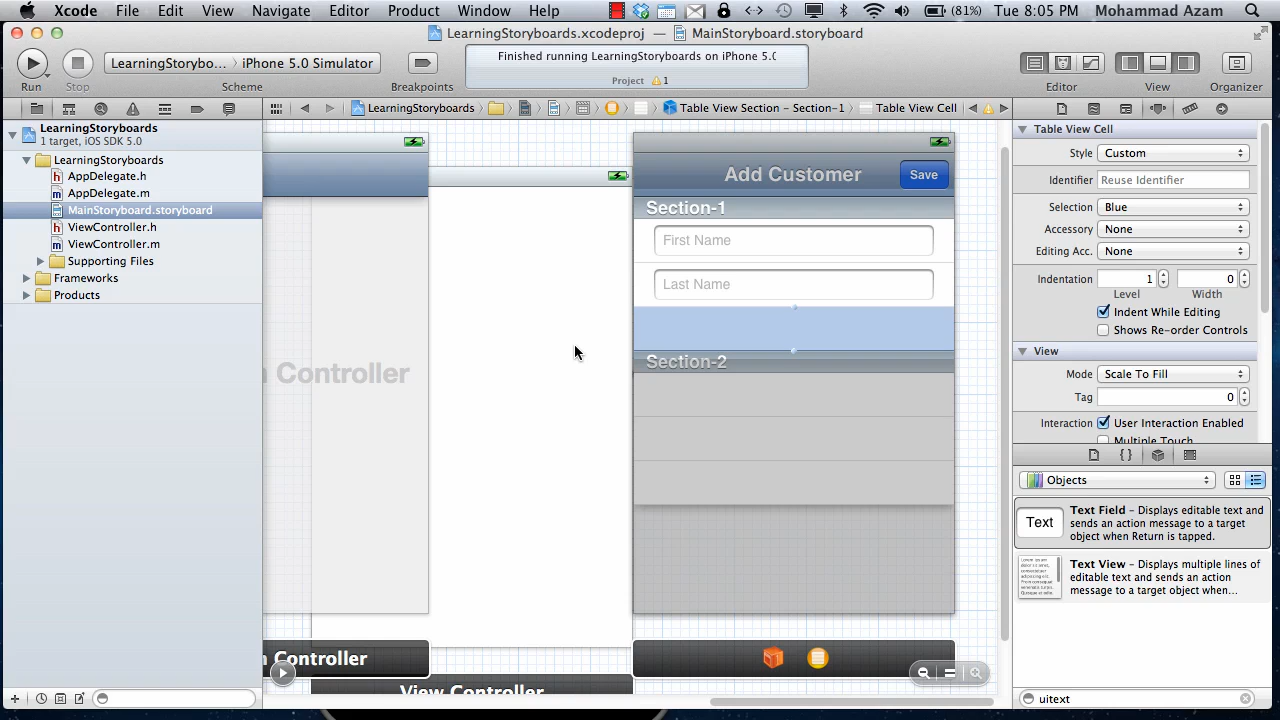 Xcode File Edit View Navigate Editor Product Window Help (81%) Tue 8:05 PM Mohammad Azam
LearningStoryboards.xcodeproj — MainStoryboard.storyboard
LearningStorybo... iPhone 5.0 Simulator
Finished running LearningStoryboards on iPhone 5.0
Project 1
Run Stop Scheme Breakpoints Editor View Organizer
LearningStoryboards Table View Section - Section-1 Table View Cell
LearningStoryboards
1 target, iOS SDK 5.0
LearningStoryboards
h AppDelegate.h
m AppDelegate.m
MainStoryboard.storyboard
h ViewController.h
m ViewController.m
Supporting Files
Frameworks
Products
Controller
Controller
View Controller
Add Customer Save
Section-1
First Name
Last Name
Section-2
Table View Cell
Style Custom
Identifier Reuse Identifier
Selection Blue
Accessory None
Editing Acc. None
Indentation 1 0
Level Width
Indent While Editing
Shows Re-order Controls
View
Mode Scale To Fill
Tag 0
Interaction User Interaction Enabled
Multiple Touch
Objects
Text
Text Field - Displays editable text and
sends an action message to a target
object when Return is tapped.
Text View - Displays multiple lines of
editable text and sends an action
message to a target object when...
uitext